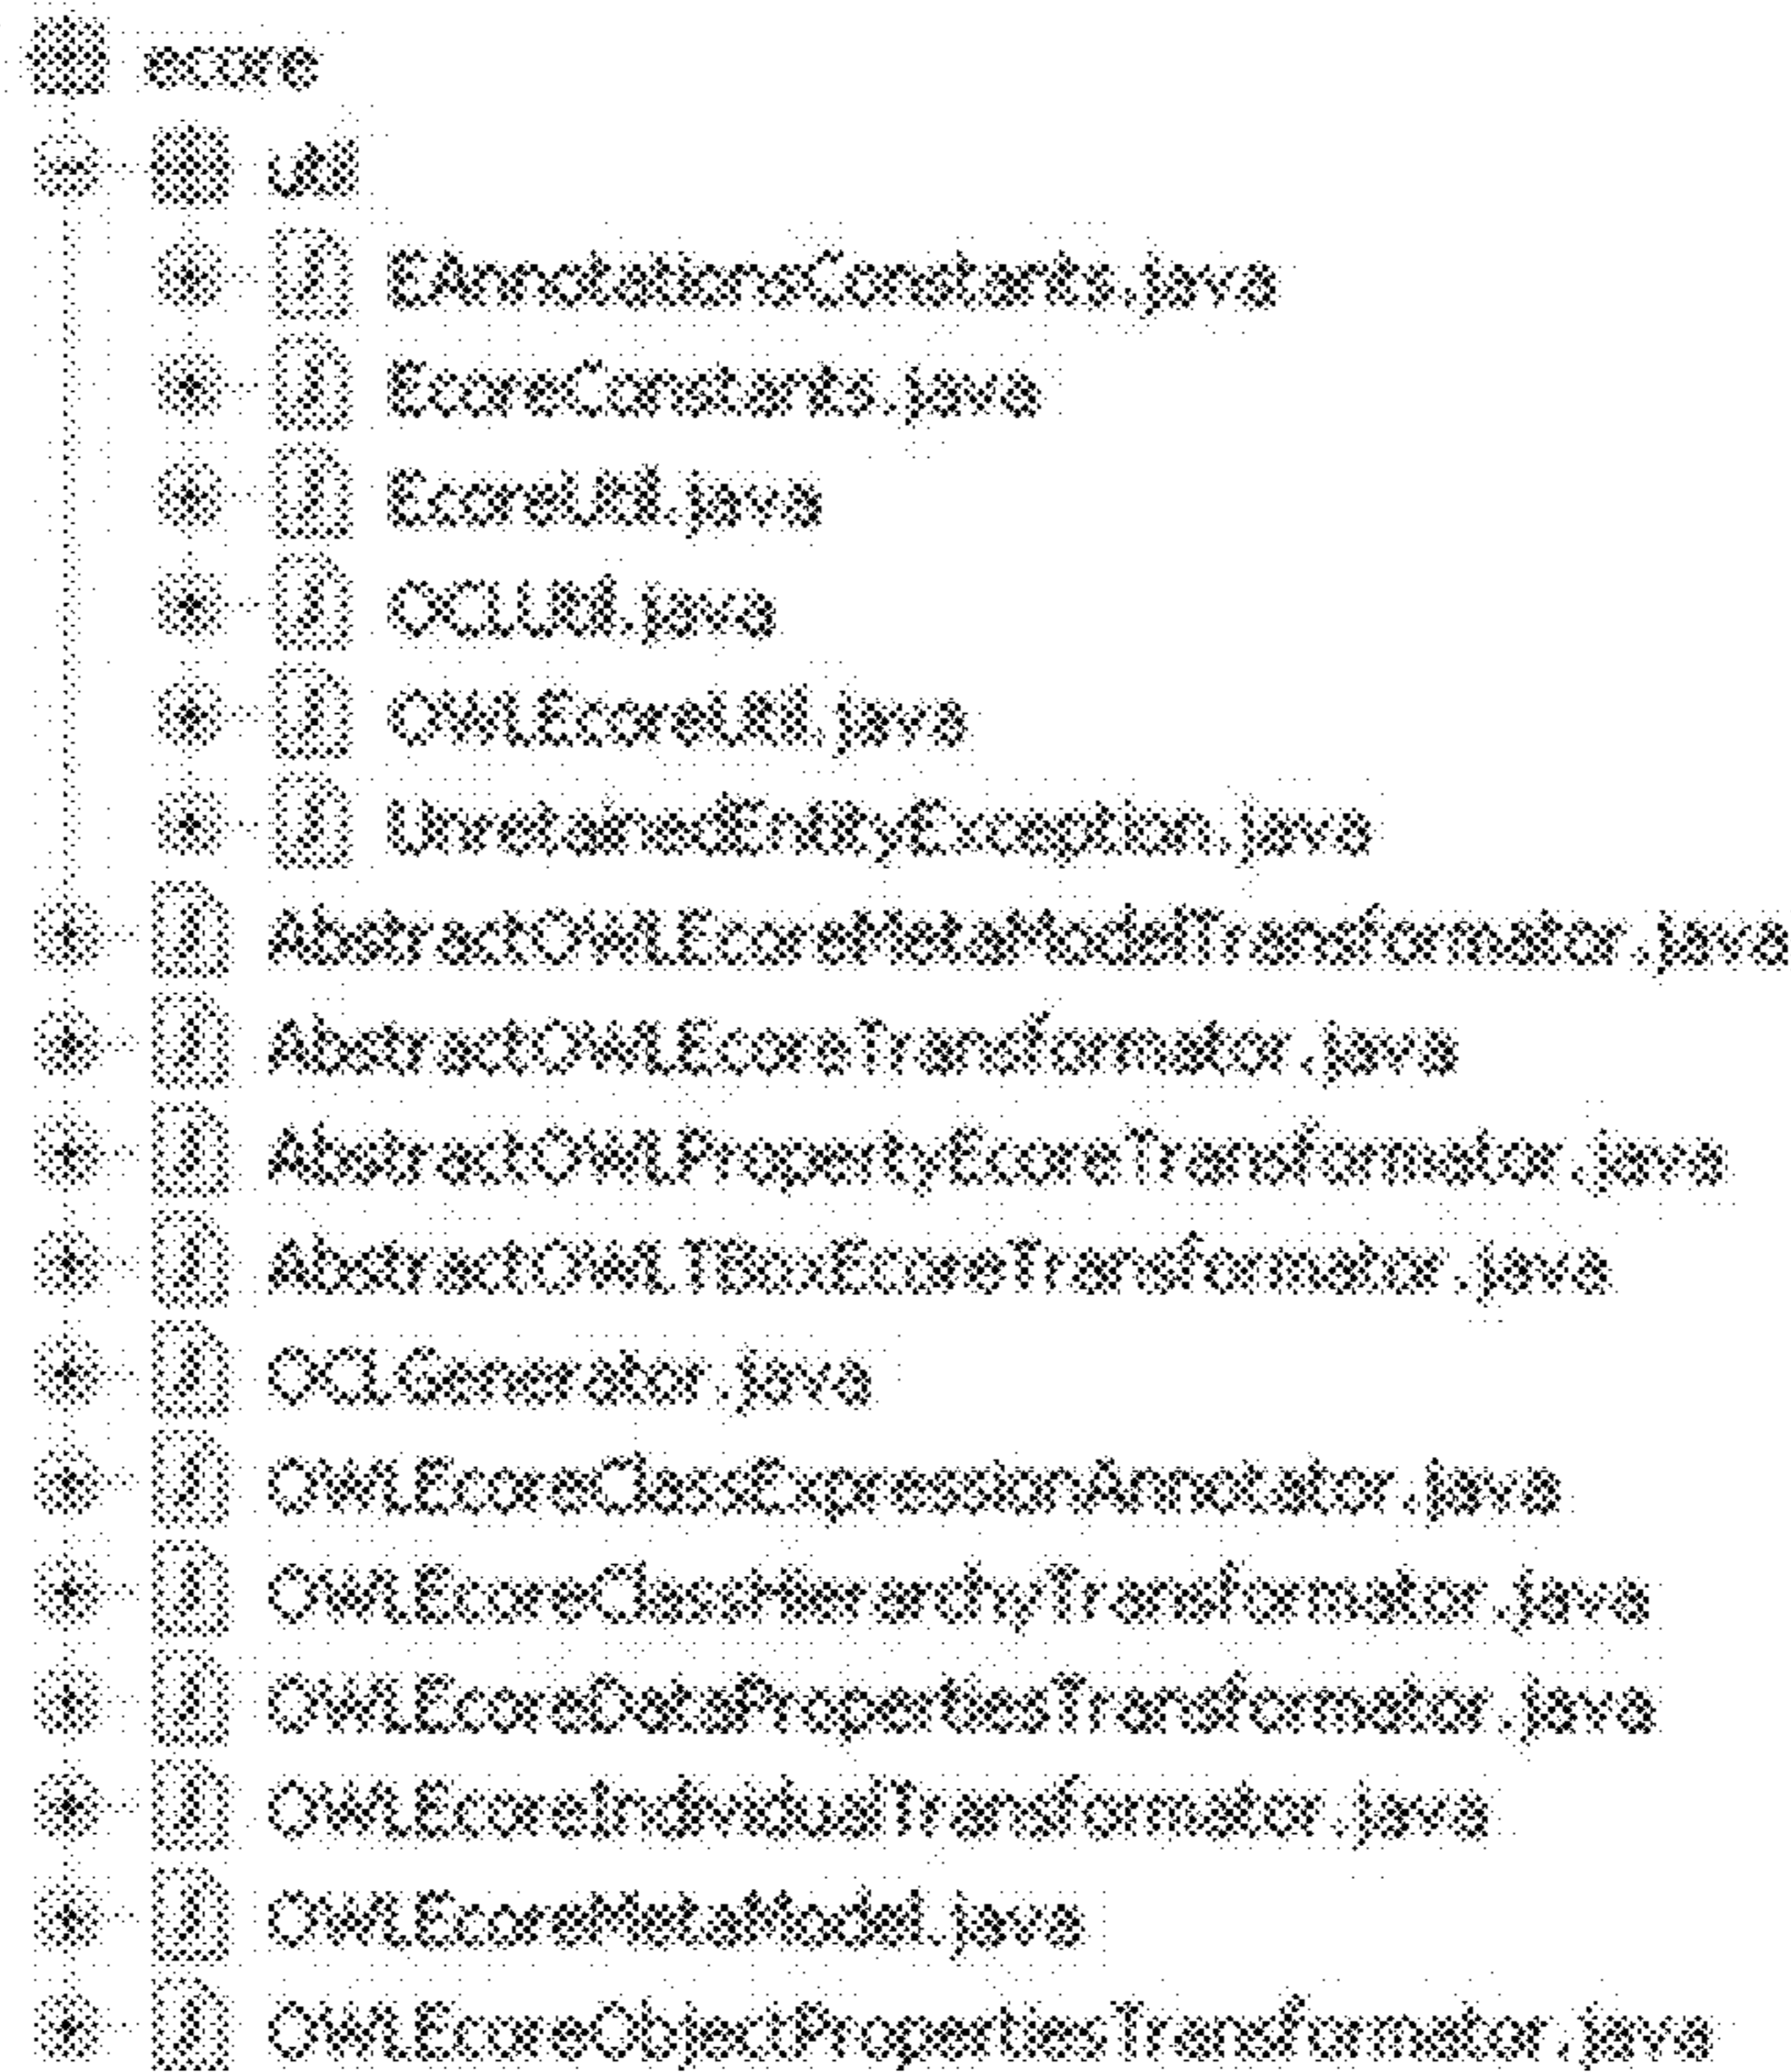 ecore
util
EAnnotationsConstants.java
EcoreConstants.java
EcoreUtil.java
OCLUtil.java
OWLEcoreUtil.java
UnretainedEntityException.java
AbstractOWLEcoreMetaModelTransformator.java
AbstractOWLEcoreTransformator.java
AbstractOWLPropertyEcoreTransformator.java
AbstractOWLTBoxEcoreTransformator.java
OCLGenerator.java
OWLEcoreClassExpressionAnnotator.java
OWLEcoreClassHierarchyTransformator.java
OWLEcoreDataPropertiesTransformator.java
OWLEcoreIndividualTransformator.java
OWLEcoreMetaModel.java
OWLEcoreObjectPropertiesTransformator.java